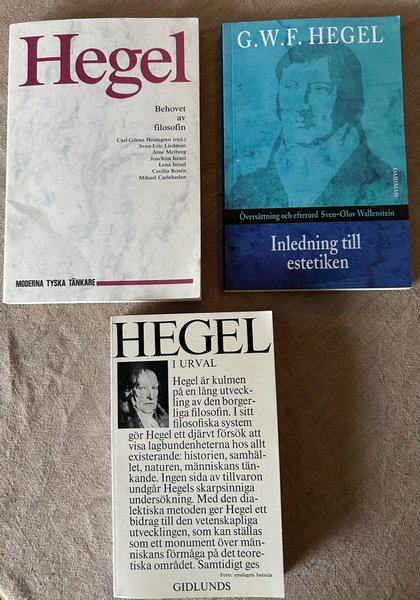 Hegel
Behovet
av
filosofin
Carl-Göran Heidegren (red.)
Sven-Eric Liedman
Arne Melberg
Joachim Israel
Lena Israel
Cecilia Rosén
Mikael Carleheden
MODERNA TYSKA TÄNKARE
G.W.F. HEGEL
DAIDALOS
Översättning och efterord Sven-Olov Wallenstein
Inledning till
estetiken
HEGEL
I URVAL
Hegel är kulmen
på en lång utveck-
ling av den borger-
liga filosofin. I sitt
filosofiska system
gör Hegel ett djärvt försök att
visa lagbundenheterna hos allt
existerande: historien, samhäl-
let, naturen, människans tän-
kande. Ingen sida av tillvaron
undgår Hegels skarpsinniga
undersökning. Med den dia-
lektiska metoden ger Hegel ett
bidrag till den vetenskapliga
utvecklingen, som kan ställas
som ett monument över män-
niskans förmåga på det teore-
tiska området. Samtidigt ges
Forts. omslagets baksida
GIDLUNDS